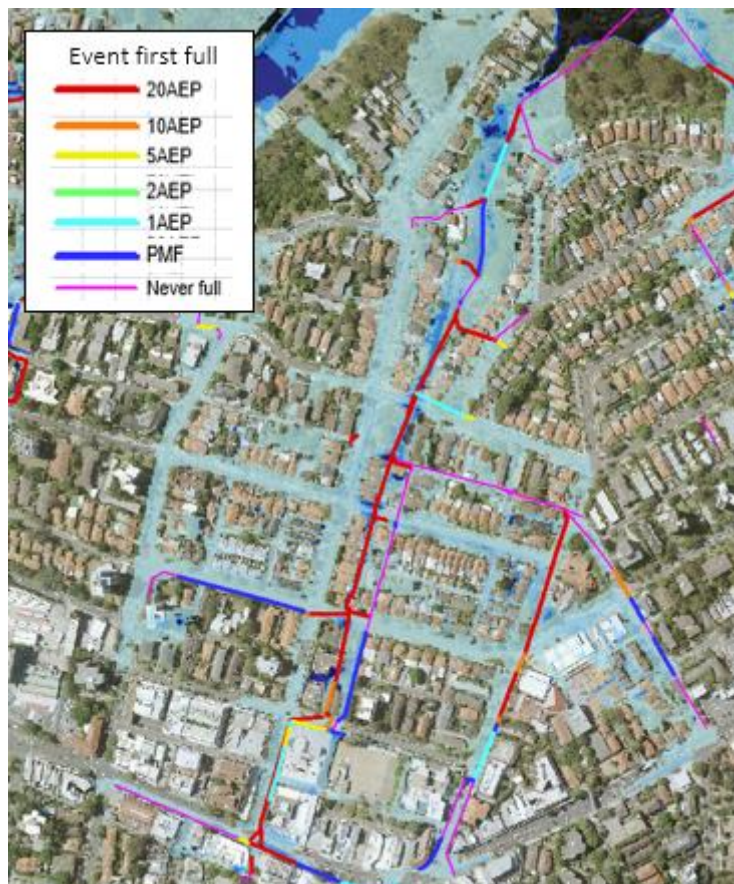 Event first full
20AEP
10AEP
5AEP
2AEP
1AEP
PMF
Never full